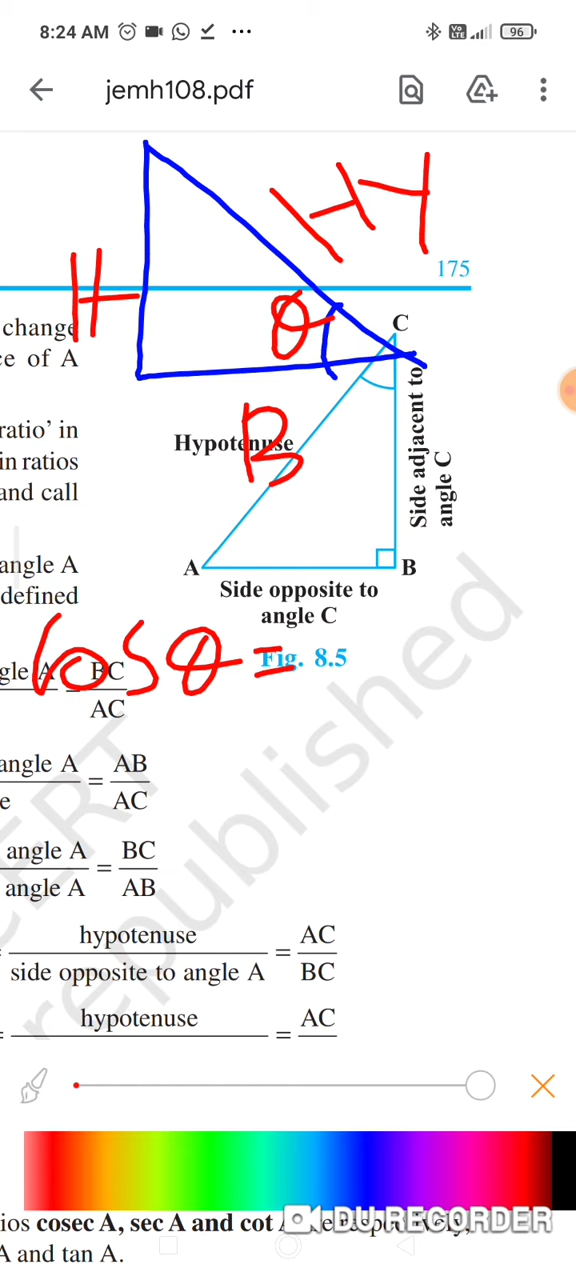 8:24 AM ... 96
jemh108.pdf
HY
175
H
change
ce of A
θ
C
ratio' in
in ratios
and call
Hypotenuse
B
Side adjacent to
angle C
angle A
defined
A
B
Side opposite to
angle C
Fig. 8.5
cosθ =
gle A BC
AC
angle A = AB
e AC
angle A = BC
angle A AB
hypotenuse = AC
side opposite to angle A BC
hypotenuse = AC
republished
DU RECORDER
ios cosec A, sec A and cot
A and tan A.